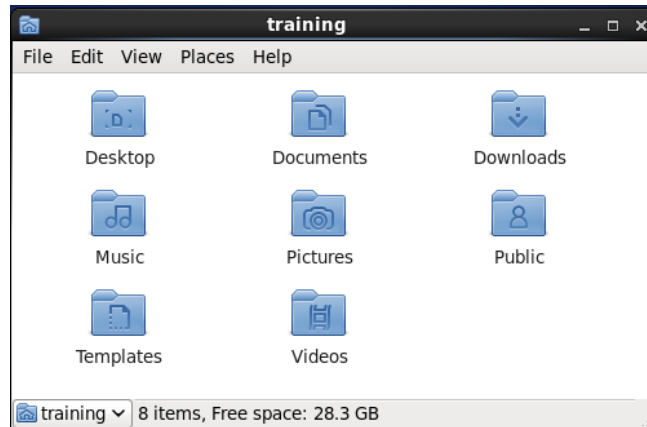 training
File Edit View Places Help
Desktop Documents Downloads
Music Pictures Public
Templates Videos
training 8 items, Free space: 28.3 GB